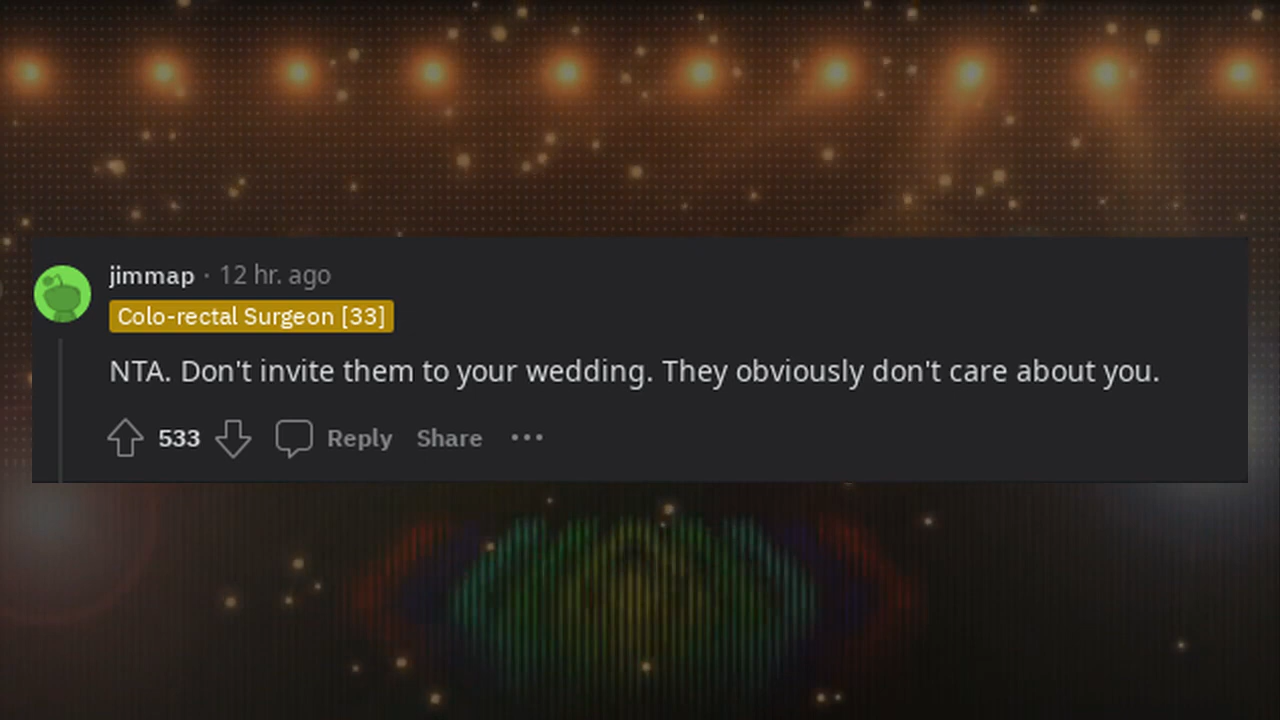 jimmap · 12 hr. ago
Colo-rectal Surgeon [33]
NTA. Don't invite them to your wedding. They obviously don't care about you.
533 Reply Share ···